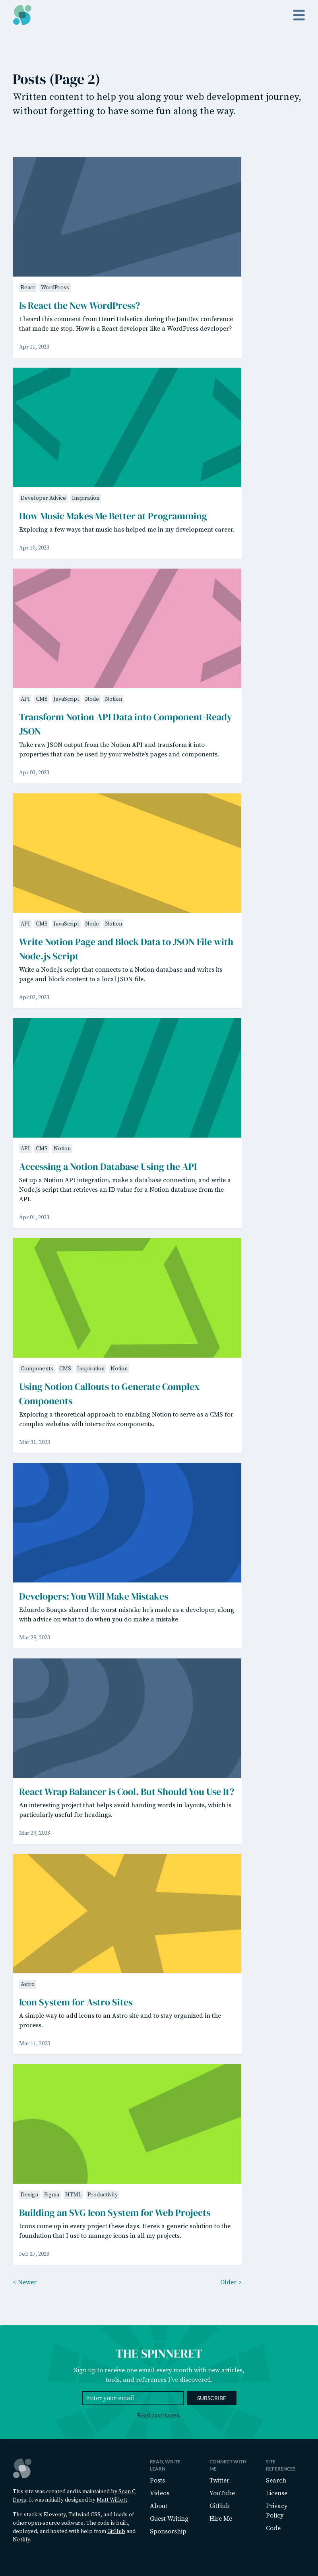 Posts (Page 2)
Written content to help you along your web development journey,
without forgetting to have some fun along the way.
React WordPress
Is React the New WordPress?
I heard this comment from Henri Helvetica during the JamDev conference
that made me stop. How is a React developer like a WordPress developer?
Apr 11, 2023
Developer Advice Inspiration
How Music Makes Me Better at Programming
Exploring a few ways that music has helped me in my development career.
Apr 10, 2023
API CMS JavaScript Node Notion
Transform Notion API Data into Component-Ready
JSON
Take raw JSON output from the Notion API and transform it into
properties that can be used by your website's pages and components.
Apr 03, 2023
API CMS JavaScript Node Notion
Write Notion Page and Block Data to JSON File with
Node.js Script
Write a Node.js script that connects to a Notion database and writes its
page and block content to a local JSON file.
Apr 02, 2023
API CMS Notion
Accessing a Notion Database Using the API
Set up a Notion API integration, make a database connection, and write a
Node.js script that retrieves an ID value for a Notion database from the
API.
Apr 01, 2023
Components CMS Inspiration Notion
Using Notion Callouts to Generate Complex
Components
Exploring a theoretical approach to enabling Notion to serve as a CMS for
complex websites with interactive components.
Mar 31, 2023
Developers: You Will Make Mistakes
Eduardo Bouças shared the worst mistake he's made as a developer, along
with advice on what to do when you do make a mistake.
Mar 29, 2023
React Wrap Balancer is Cool. But Should You Use It?
An interesting project that helps avoid handing words in layouts, which is
particularly useful for headings.
Mar 29, 2023
Astro
Icon System for Astro Sites
A simple way to add icons to an Astro site and to stay organized in the
process.
Mar 11, 2023
Design Figma HTML Productivity
Building an SVG Icon System for Web Projects
Icons come up in every project these days. Here's a generic solution to the
foundation that I use to manage icons in all my projects.
Feb 27, 2023
< Newer Older >
THE SPINNERET
Sign up to receive one email every month with new articles,
tools, and references I've discovered.
Enter your email SUBSCRIBE
Read past issues.
This site was created and is maintained by Sean C
Davis. It was initially designed by Matt Willett.
The stack is Eleventy, Tailwind CSS, and loads of
other open-source software. The code is built,
deployed, and hosted with help from GitHub and
Netlify.
READ. WRITE.
LEARN
Posts
Videos
About
Guest Writing
Sponsorship
CONNECT WITH
ME
Twitter
YouTube
GitHub
Hire Me
SITE
REFERENCES
Search
License
Privacy
Policy
Code